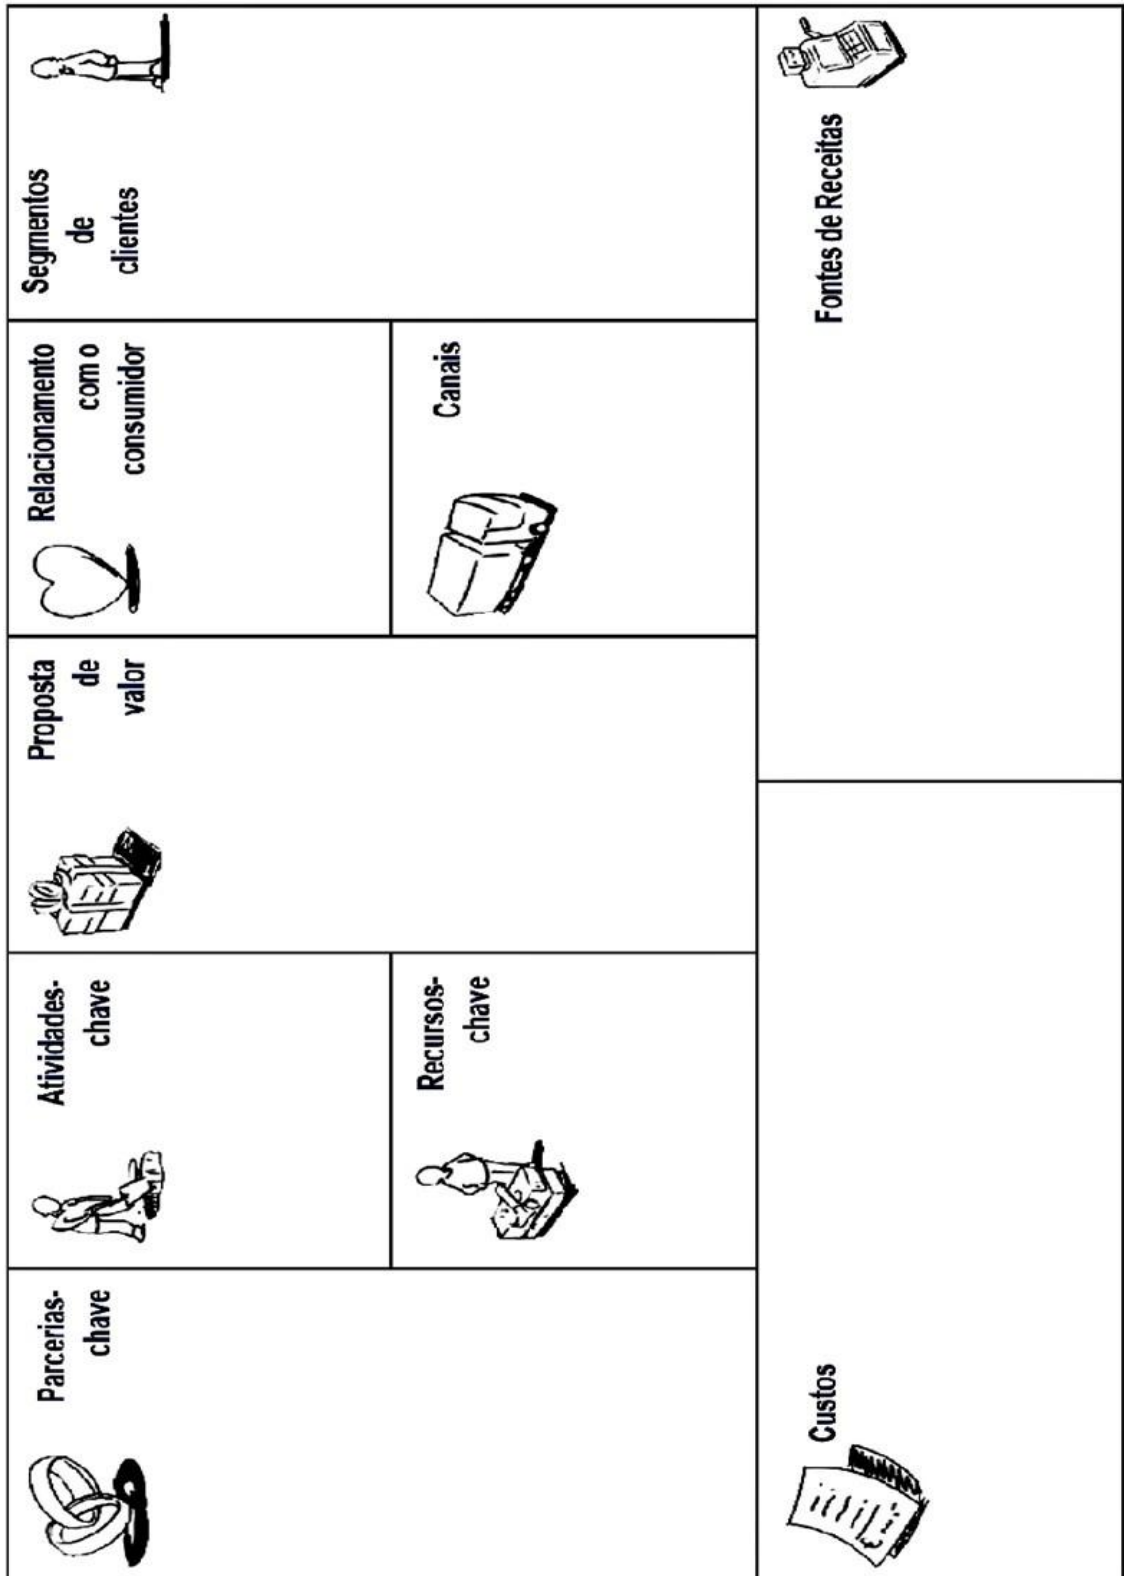 Parcerias-
chave
Atividades-
chave
Recursos-
chave
Proposta
de
valor
Relacionamento
com o
consumidor
Canais
Segmentos
de
clientes
Custos
Fontes de Receitas